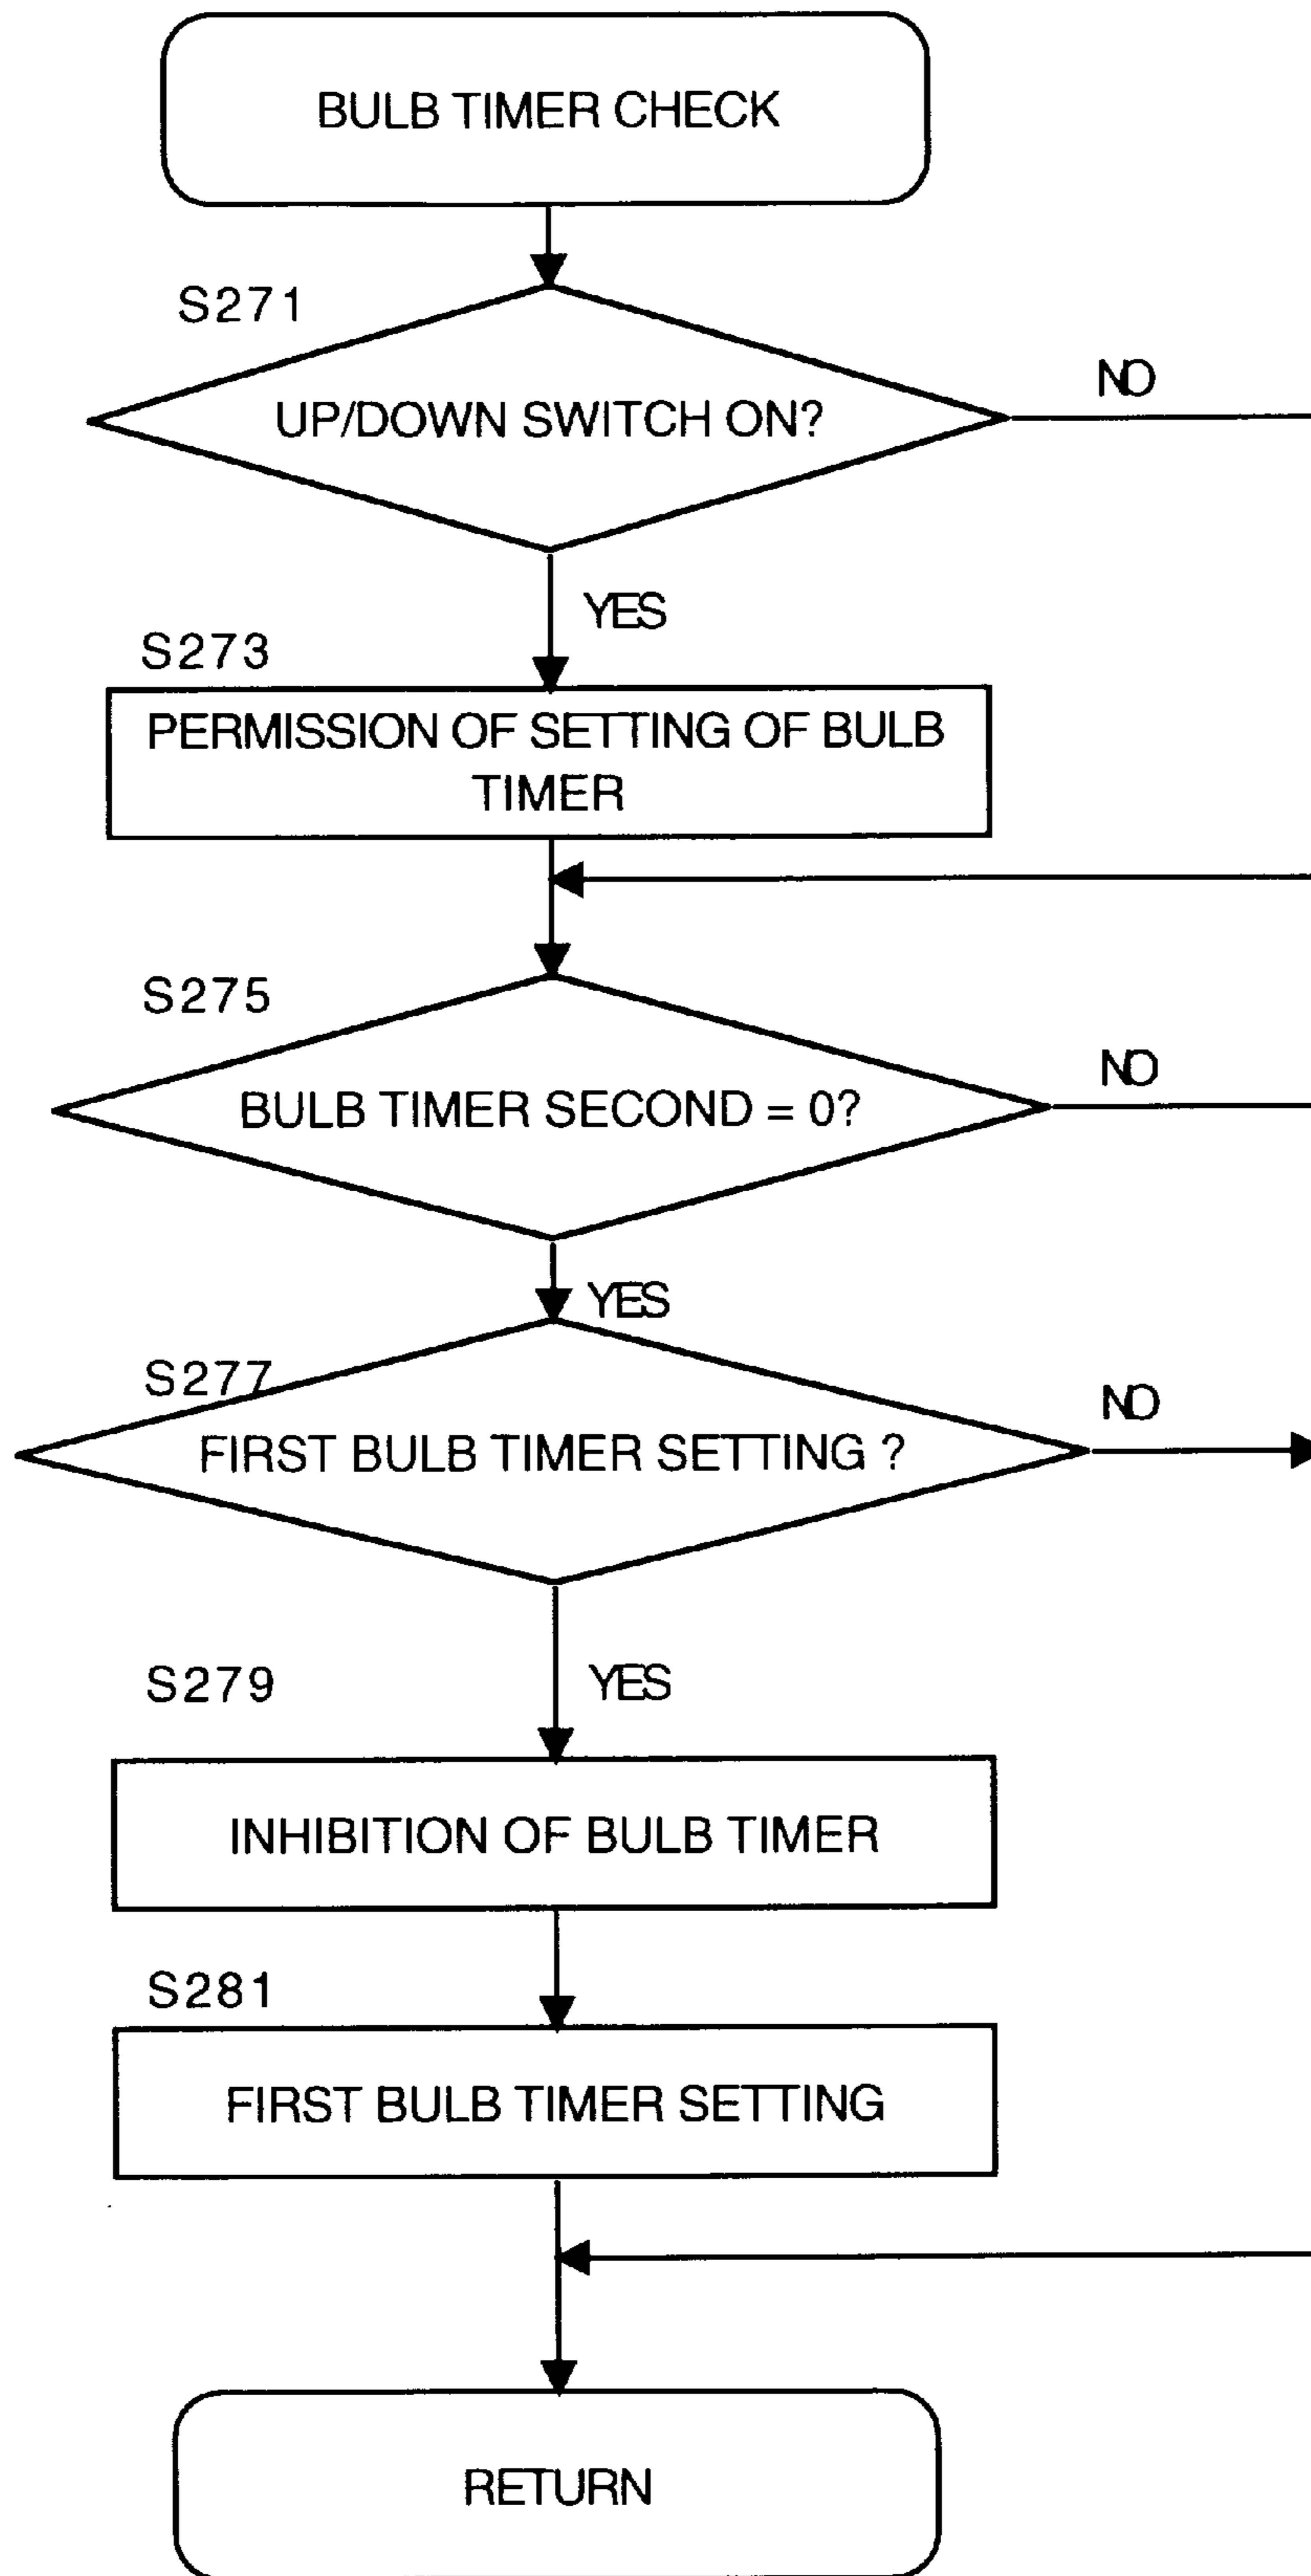 BULB TIMER CHECK
S271
UP/DOWN SWITCH ON?
NO
YES
S273
PERMISSION OF SETTING OF BULB
TIMER
S275
BULB TIMER SECOND = 0?
NO
YES
S277
FIRST BULB TIMER SETTING ?
NO
YES
S279
INHIBITION OF BULB TIMER
S281
FIRST BULB TIMER SETTING
RETURN